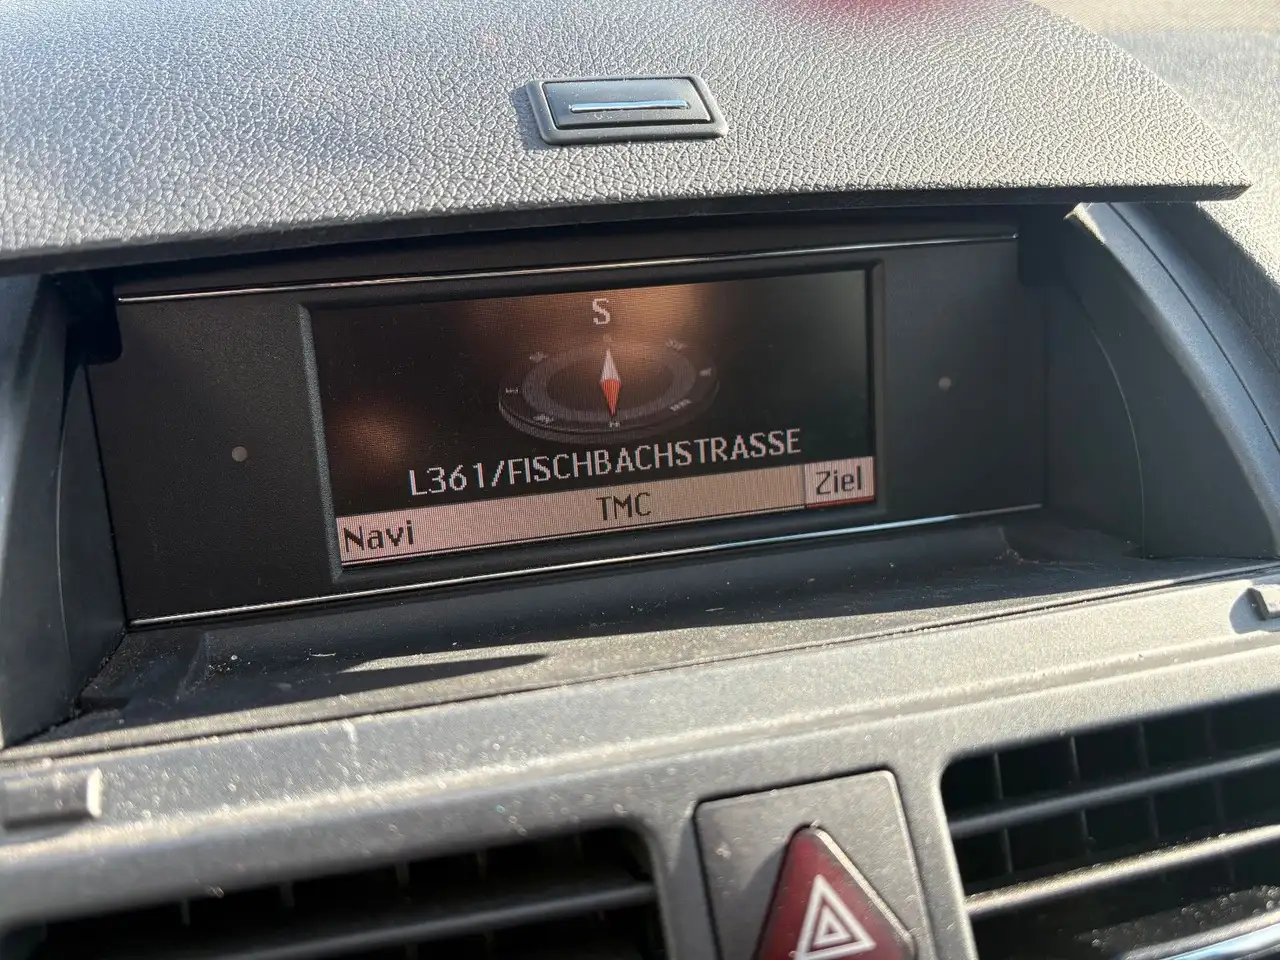 S
L361/FISCHBACHSTRASSE
TMC
Ziel
Navi